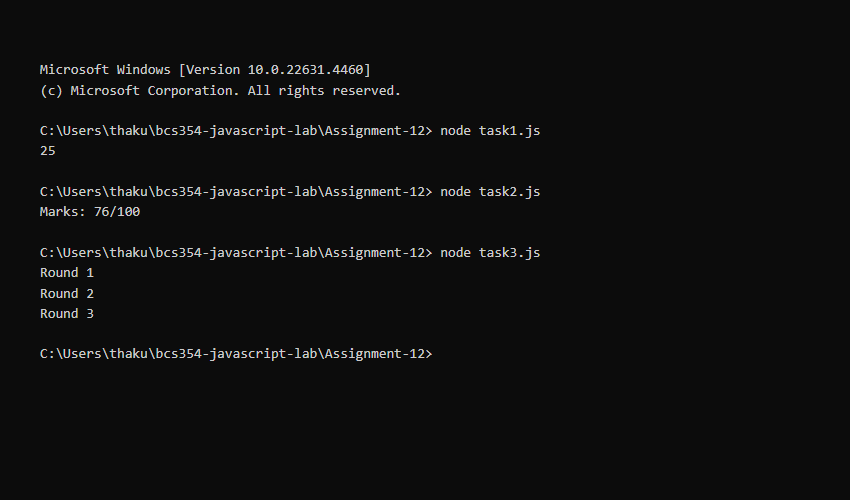 Microsoft Windows [Version 10.0.22631.4460]
(c) Microsoft Corporation. All rights reserved.
C:\Users\thaku\bcs354-javascript-lab\Assignment-12> node task1.js
25
C:\Users\thaku\bcs354-javascript-lab\Assignment-12> node task2.js
Marks: 76/100
C:\Users\thaku\bcs354-javascript-lab\Assignment-12> node task3.js
Round 1
Round 2
Round 3
C:\Users\thaku\bcs354-javascript-lab\Assignment-12>